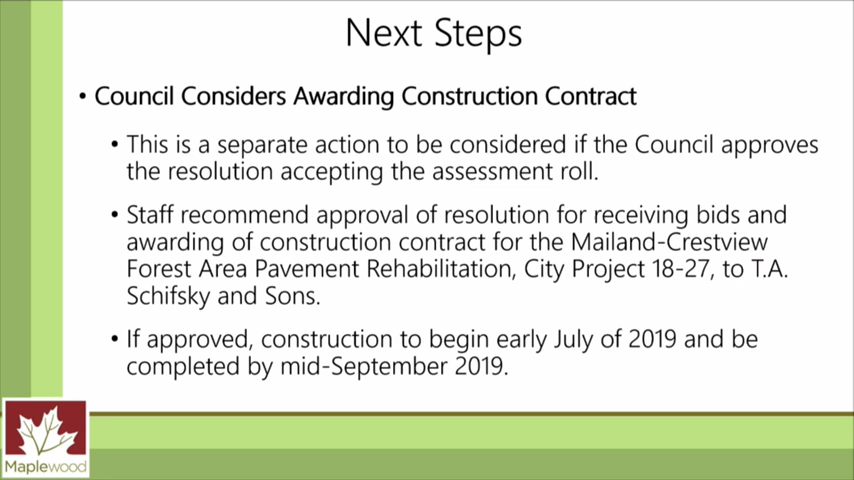 Next Steps
• Council Considers Awarding Construction Contract
• This is a separate action to be considered if the Council approves
the resolution accepting the assessment roll.
• Staff recommend approval of resolution for receiving bids and
awarding of construction contract for the Mailand-Crestview
Forest Area Pavement Rehabilitation, City Project 18-27, to T.A.
Schifsky and Sons.
• If approved, construction to begin early July of 2019 and be
completed by mid-September 2019.
Maplewood